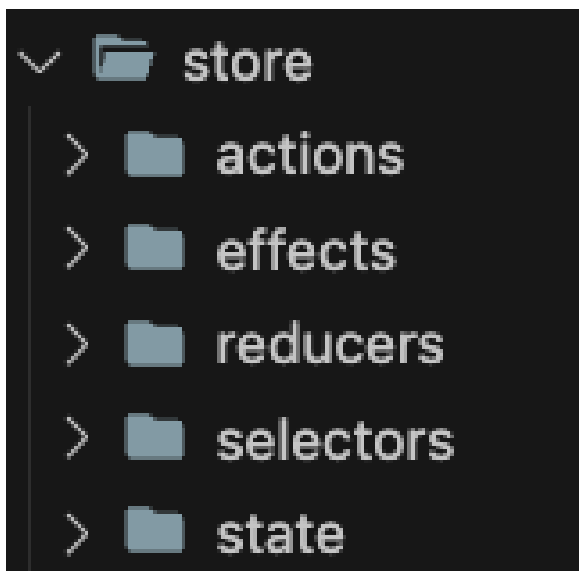 store
actions
effects
reducers
selectors
state